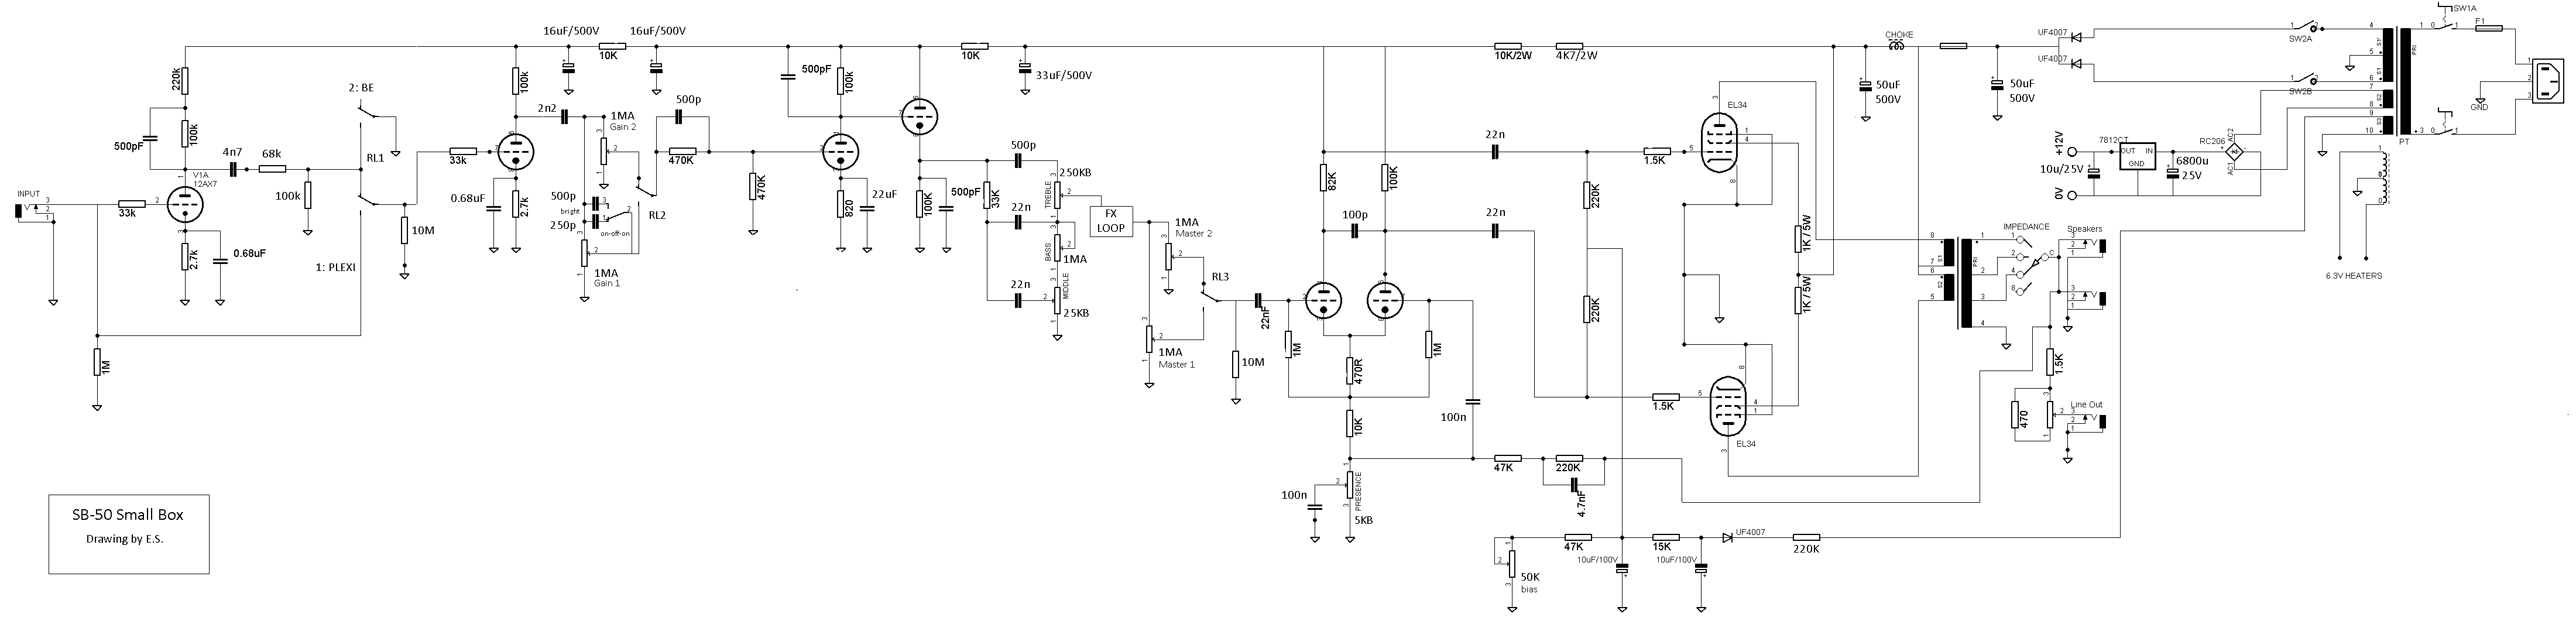 16uF/500V
16uF/500V
10K
10K
10K/2W
4K7/2W
CHOKE
UF4007
UF4007
SW2A
SW2B
SW1A
F1
GND
PT
PRI
220k
500pF
100k
2: BE
4n7
68k
RL1
100k
V1A
12AX7
INPUT
33k
2.7k
0.68uF
1: PLEXI
10M
1M
33k
100k
2n2
1MA
Gain 2
0.68uF
2.7k
500p
bright
250p
on-off-on
1MA
Gain 1
RL2
500p
470K
470K
500pF
100k
820
22uF
100K
500pF
33K
500p
22n
22n
250KB
TREBLE
BASS
1MA
MIDDLE
25KB
FX
LOOP
1MA
Master 2
1MA
Master 1
RL3
10M
22nF
33uF/500V
82K
100K
100p
1M
1M
470R
10K
100n
100n
PRESENCE
5KB
22n
22n
220K
220K
1.5K
1.5K
EL34
EL34
1K / 5W
1K / 5W
47K
220K
4.7nF
47K
15K
UF4007
220K
10uF/100V
10uF/100V
50K
bias
50uF
500V
50uF
500V
+12V
0V
10u/25V
7812CT
OUT IN
GND
6800u
25V
RC206
AC2
AC1
6.3V HEATERS
IMPEDANCE
Speakers
PRI
S1
S2
1.5K
470
Line Out
SB-50 Small Box
Drawing by E.S.